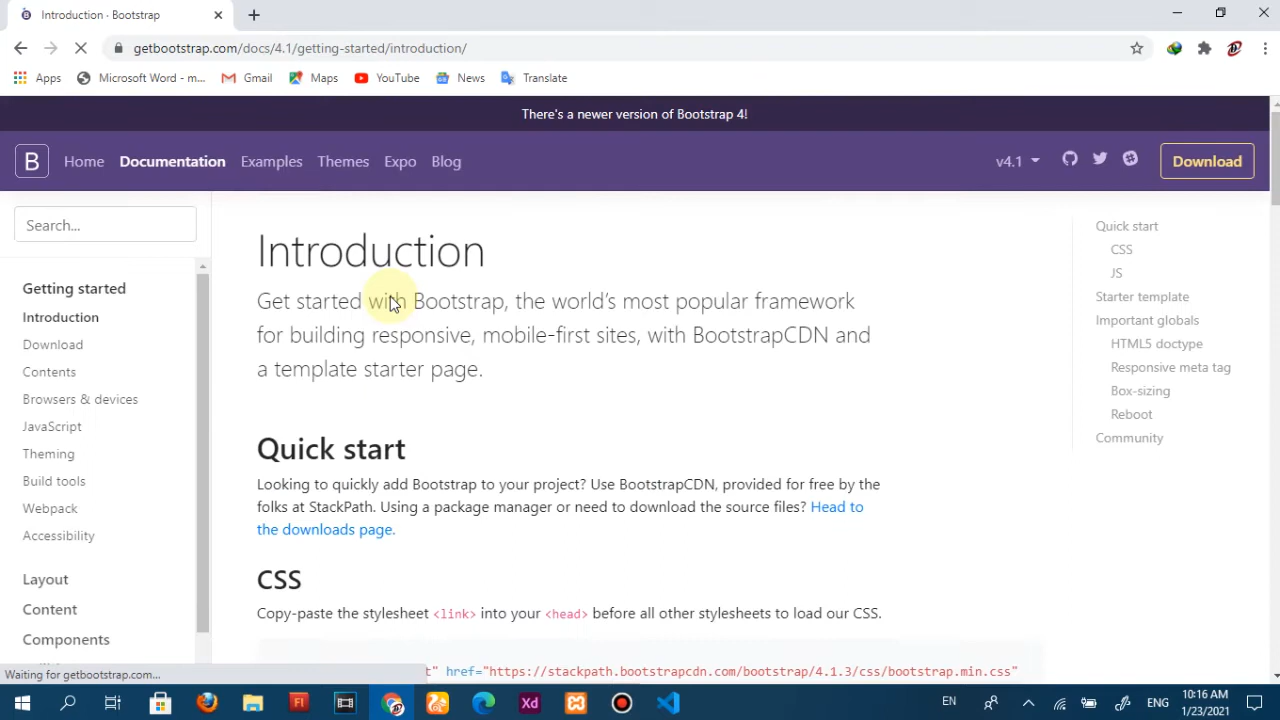 Introduction · Bootstrap
getbootstrap.com/docs/4.1/getting-started/introduction/
Apps
Microsoft Word - m...
Gmail
Maps
YouTube
News
Translate
There's a newer version of Bootstrap 4!
B
Home
Documentation
Examples
Themes
Expo
Blog
v4.1
Download
Search...
Getting started
Introduction
Download
Contents
Browsers & devices
JavaScript
Theming
Build tools
Webpack
Accessibility
Layout
Content
Components
Introduction
Get started with Bootstrap, the world's most popular framework
for building responsive, mobile-first sites, with BootstrapCDN and
a template starter page.
Quick start
Looking to quickly add Bootstrap to your project? Use BootstrapCDN, provided for free by the
folks at StackPath. Using a package manager or need to download the source files? Head to
the downloads page.
CSS
Copy-paste the stylesheet <link> into your <head> before all other stylesheets to load our CSS.
t" href="https://stackpath.bootstrapcdn.com/bootstrap/4.1.3/css/bootstrap.min.css"
Quick start
CSS
JS
Starter template
Important globals
HTML5 doctype
Responsive meta tag
Box-sizing
Reboot
Community
Waiting for getbootstrap.com...
Fl
Xd
EN
ENG
10:16 AM
1/23/2021